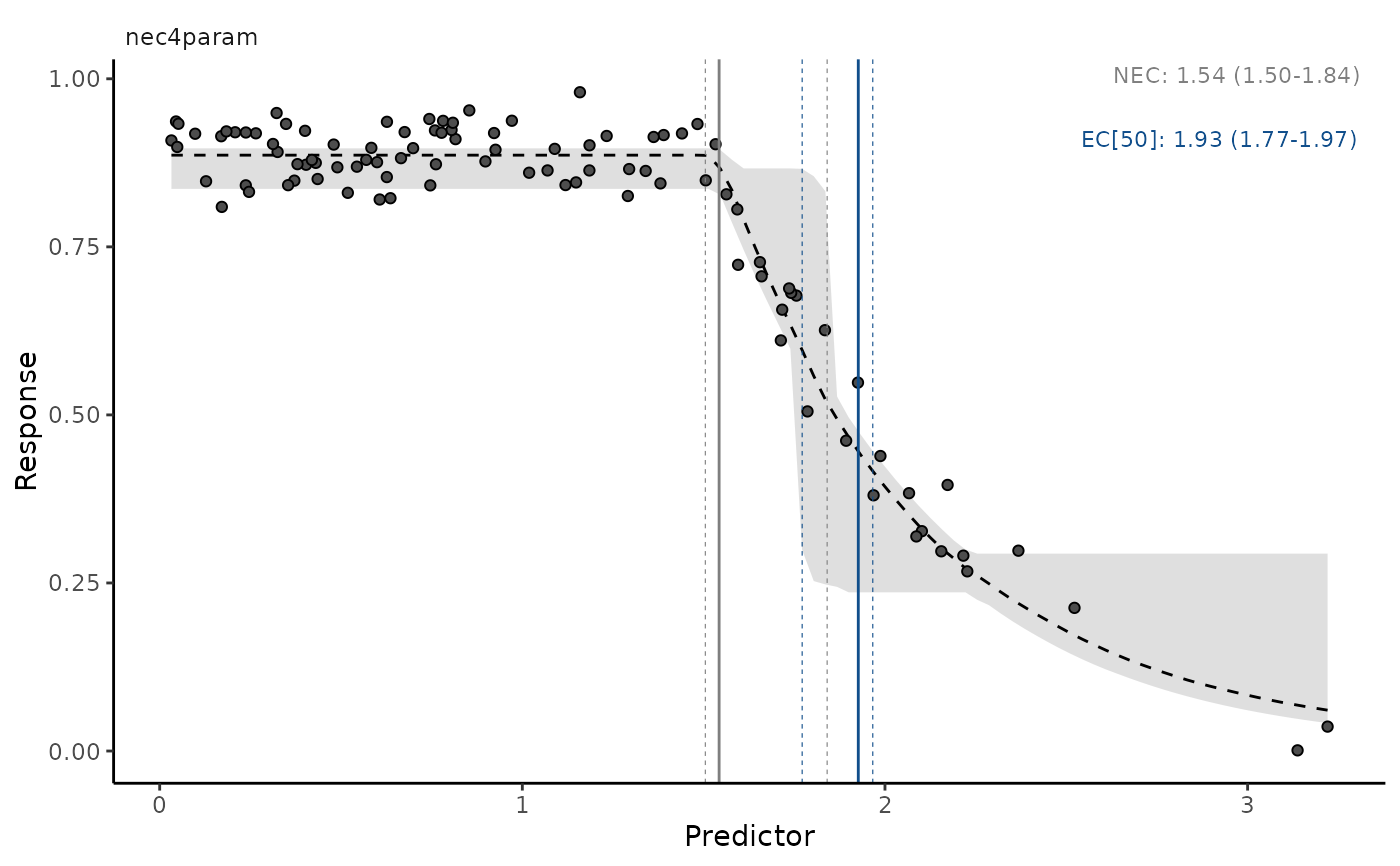 nec4param
NEC: 1.54 (1.50-1.84)
EC[50]: 1.93 (1.77-1.97)
1.00
0.75
0.50
0.25
0.00
Response
0 1 2 3
Predictor